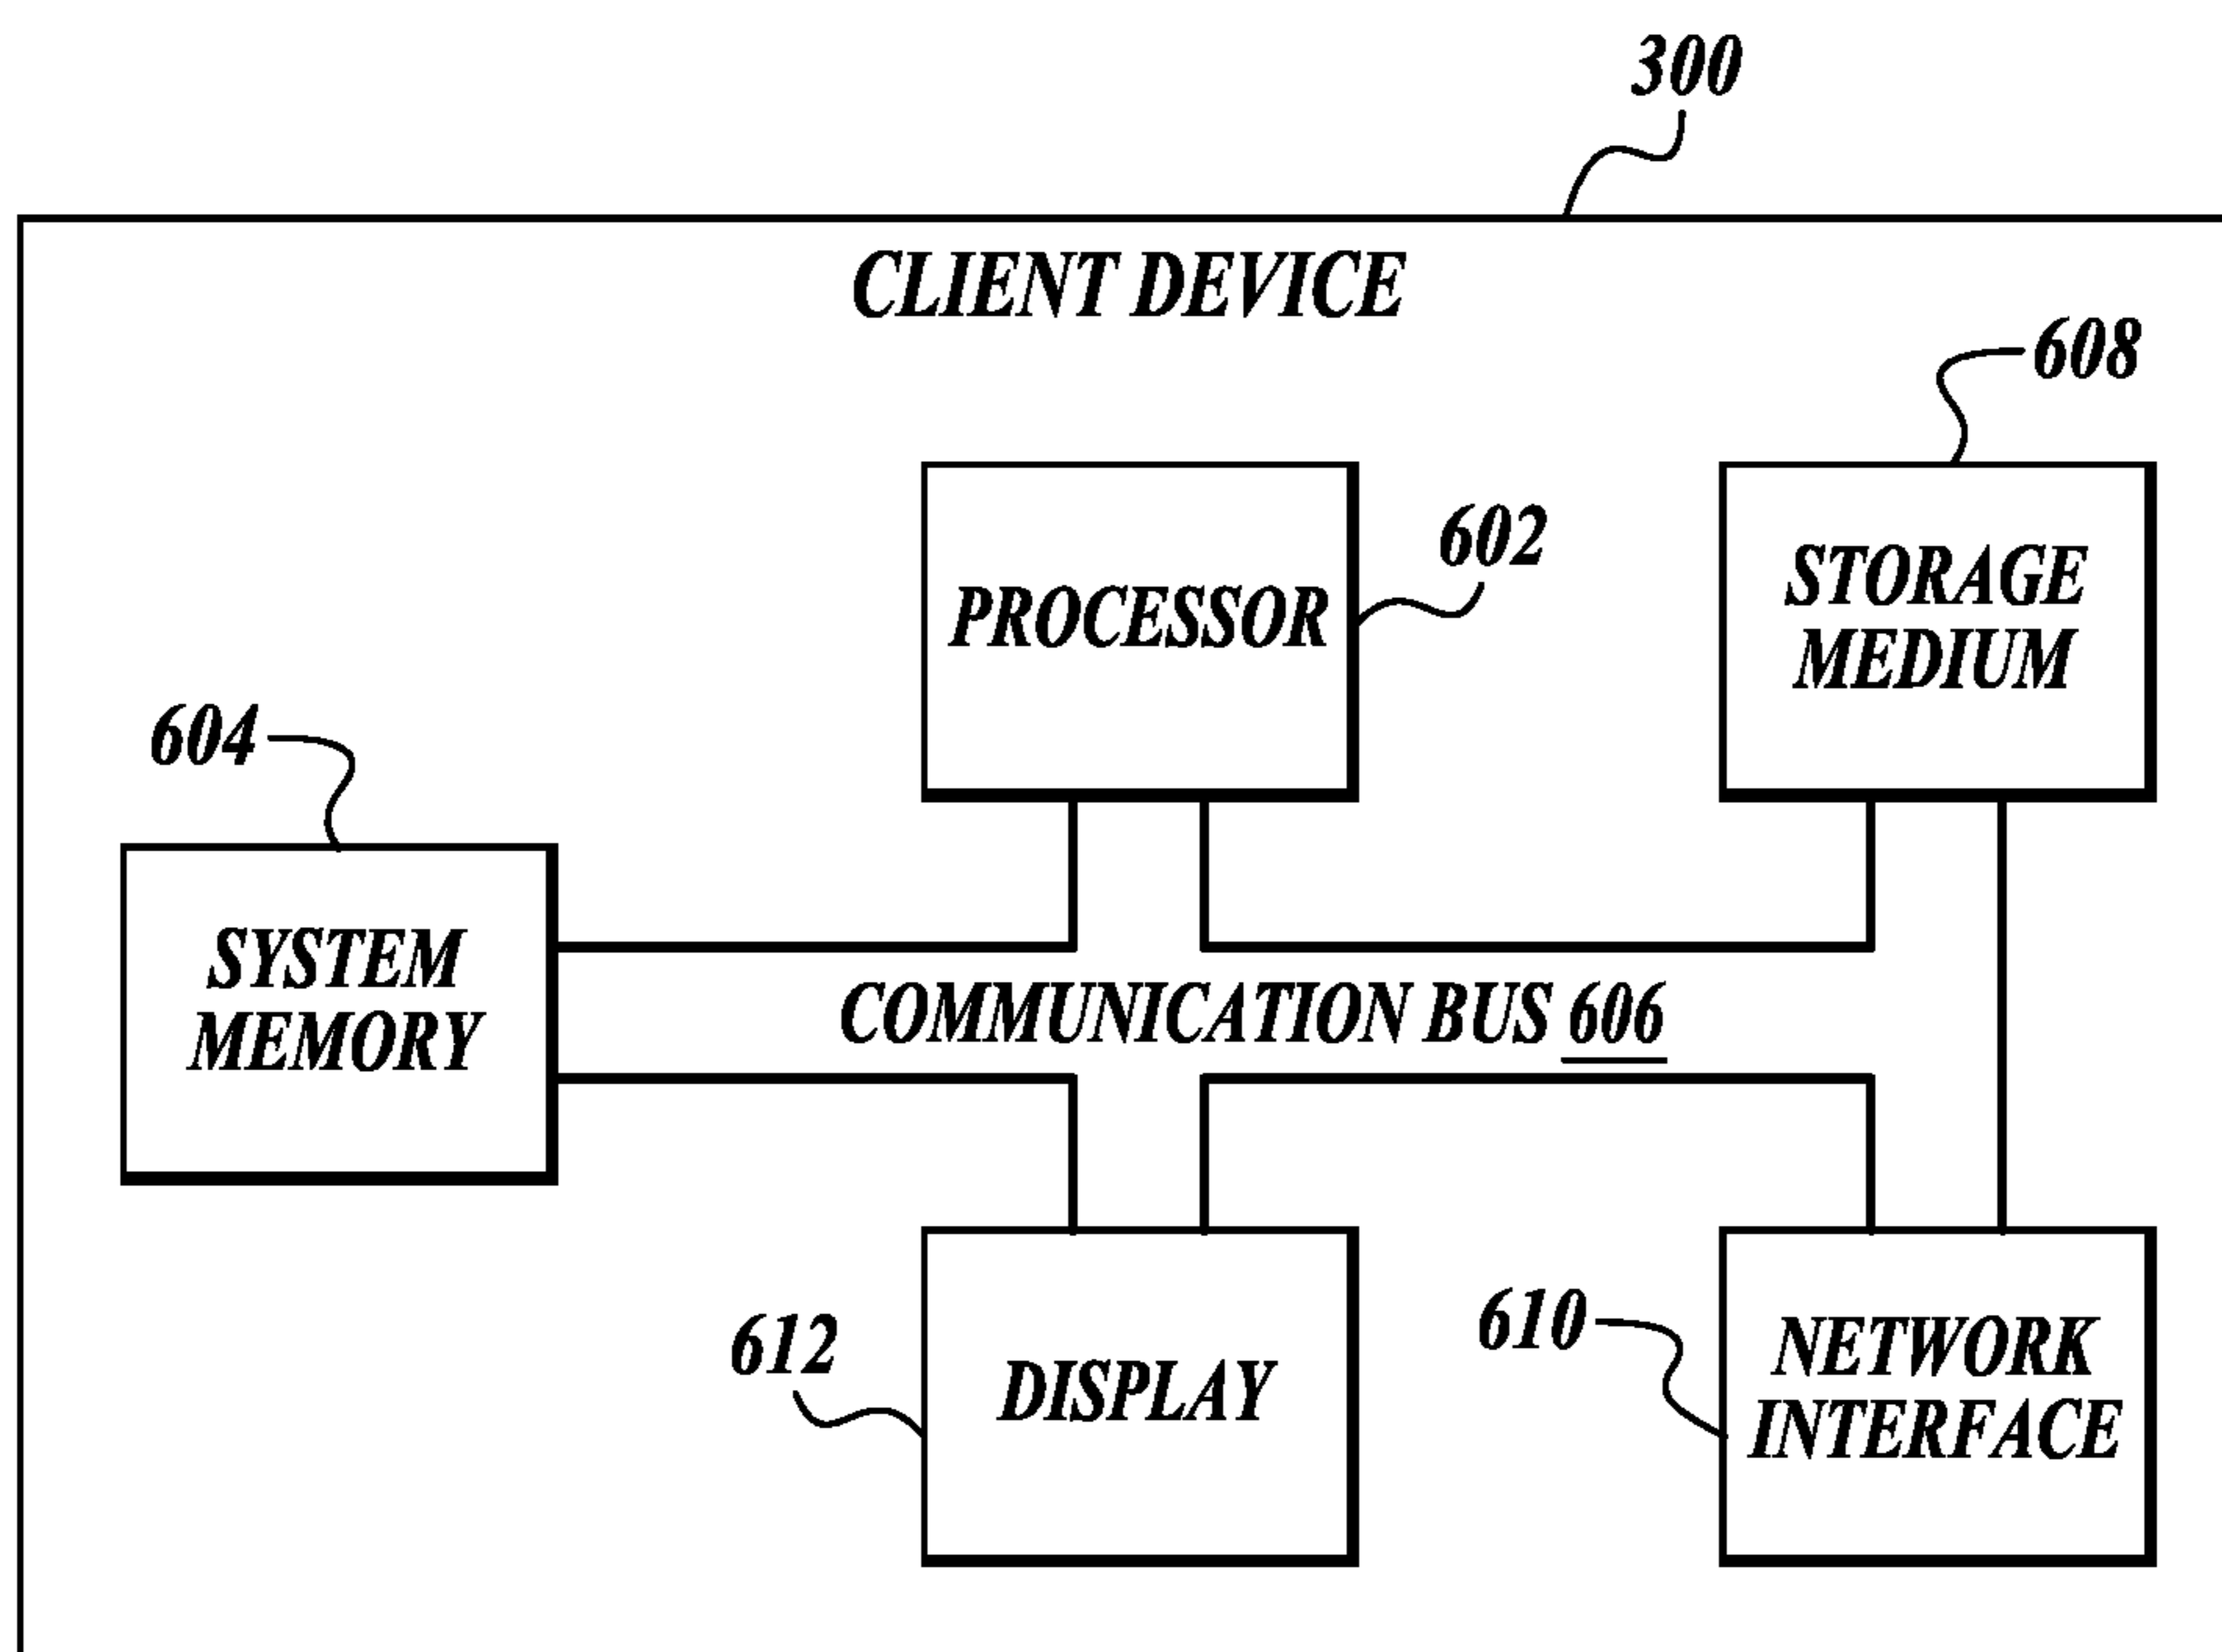 300
CLIENT DEVICE
608
602
PROCESSOR
STORAGE
MEDIUM
604
SYSTEM
MEMORY
COMMUNICATION BUS 606
612
DISPLAY
610
NETWORK
INTERFACE